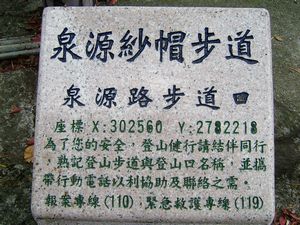 泉源紗帽步道
泉源路步道口
座標 X:302560 Y:2782218
為了您的安全，登山健行請結伴同行
，熟記登山步道與登山口名稱，並攜
帶行動電話以利協助及聯絡之需。
報案專線(110) 緊急救護專線(119)